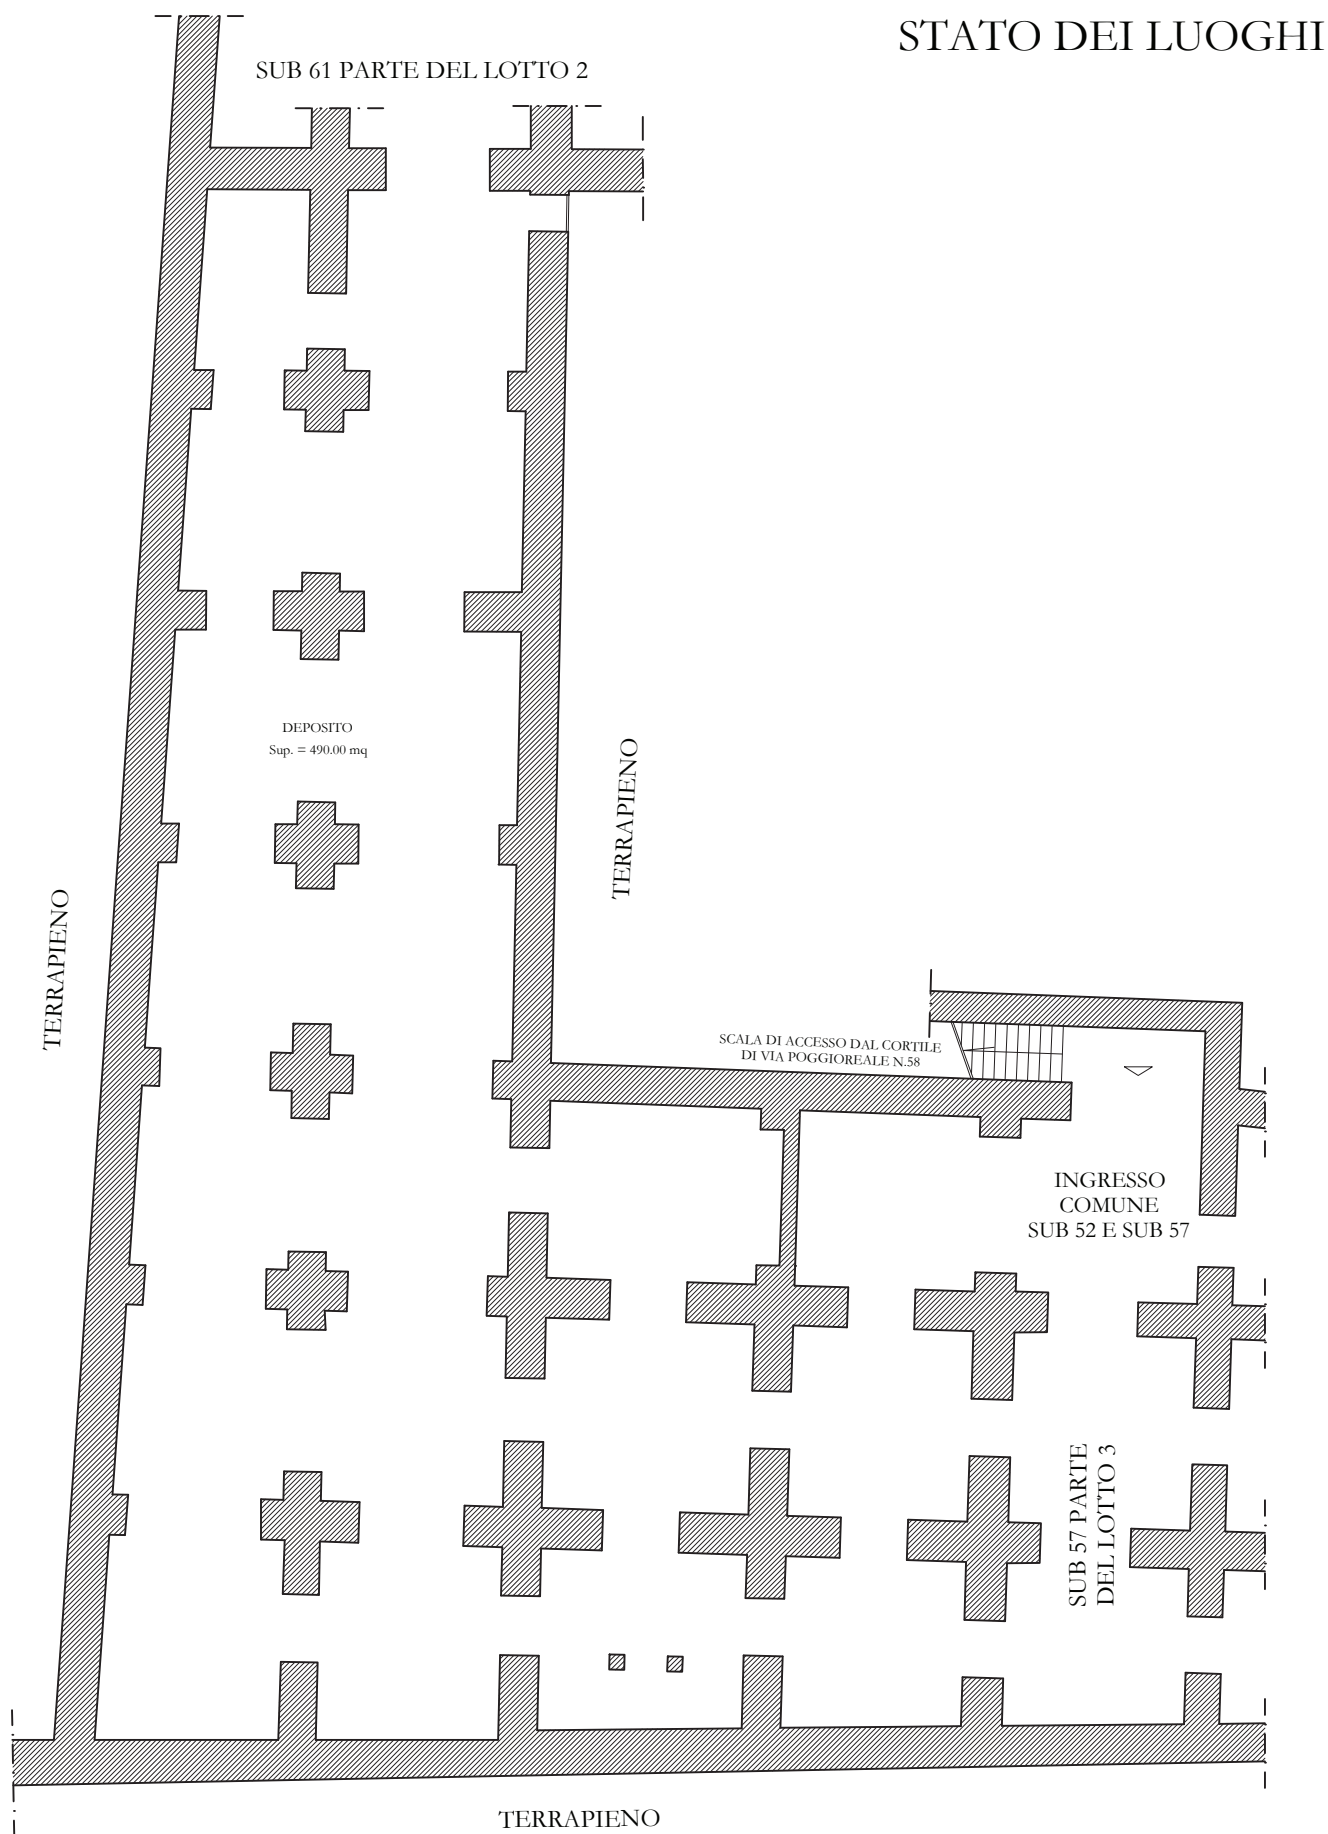 STATO DEI LUOGHI
SUB 61 PARTE DEL LOTTO 2
DEPOSITO
Sup. = 490.00 mq
TERRAPIENO
TERRAPIENO
SCALA DI ACCESSO DAL CORTILE
DI VIA POGGIOREALE N.58
INGRESSO
COMUNE
SUB 52 E SUB 57
SUB 57 PARTE
DEL LOTTO 3
TERRAPIENO